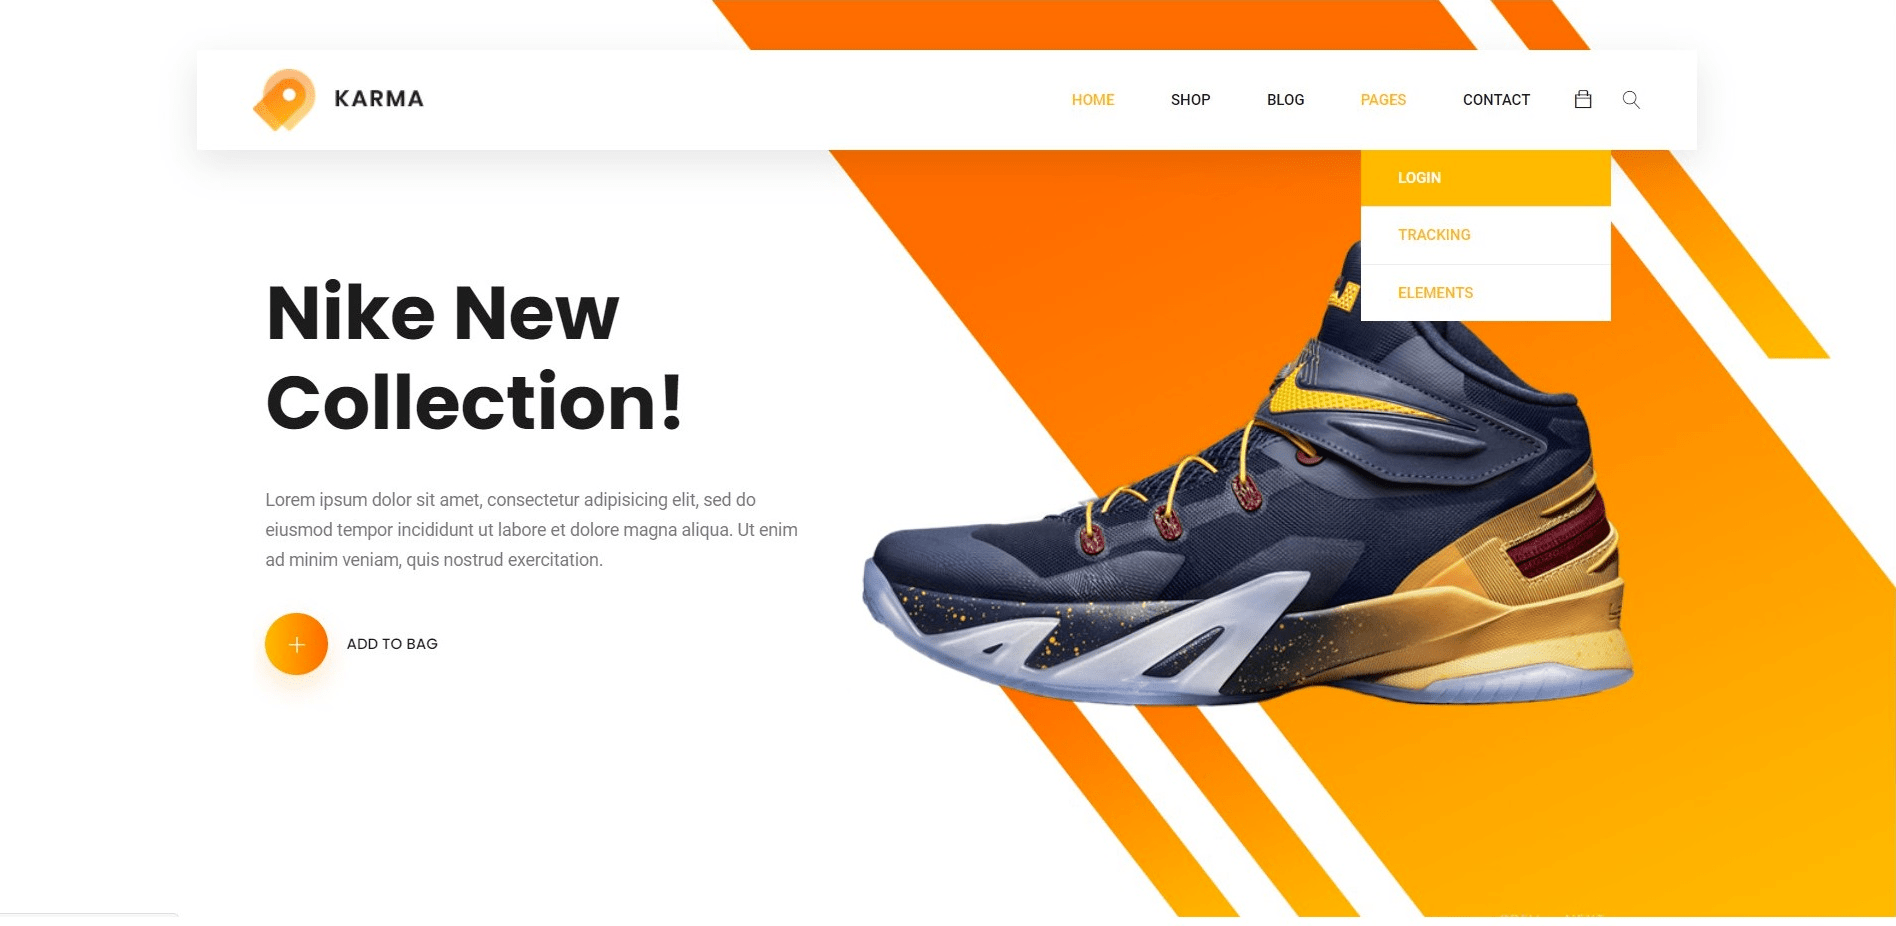 KARMA
HOME SHOP BLOG PAGES CONTACT
LOGIN
TRACKING
ELEMENTS
Nike New
Collection!
Lorem ipsum dolor sit amet, consectetur adipisicing elit, sed do
eiusmod tempor incididunt ut labore et dolore magna aliqua. Ut enim
ad minim veniam, quis nostrud exercitation.
ADD TO BAG